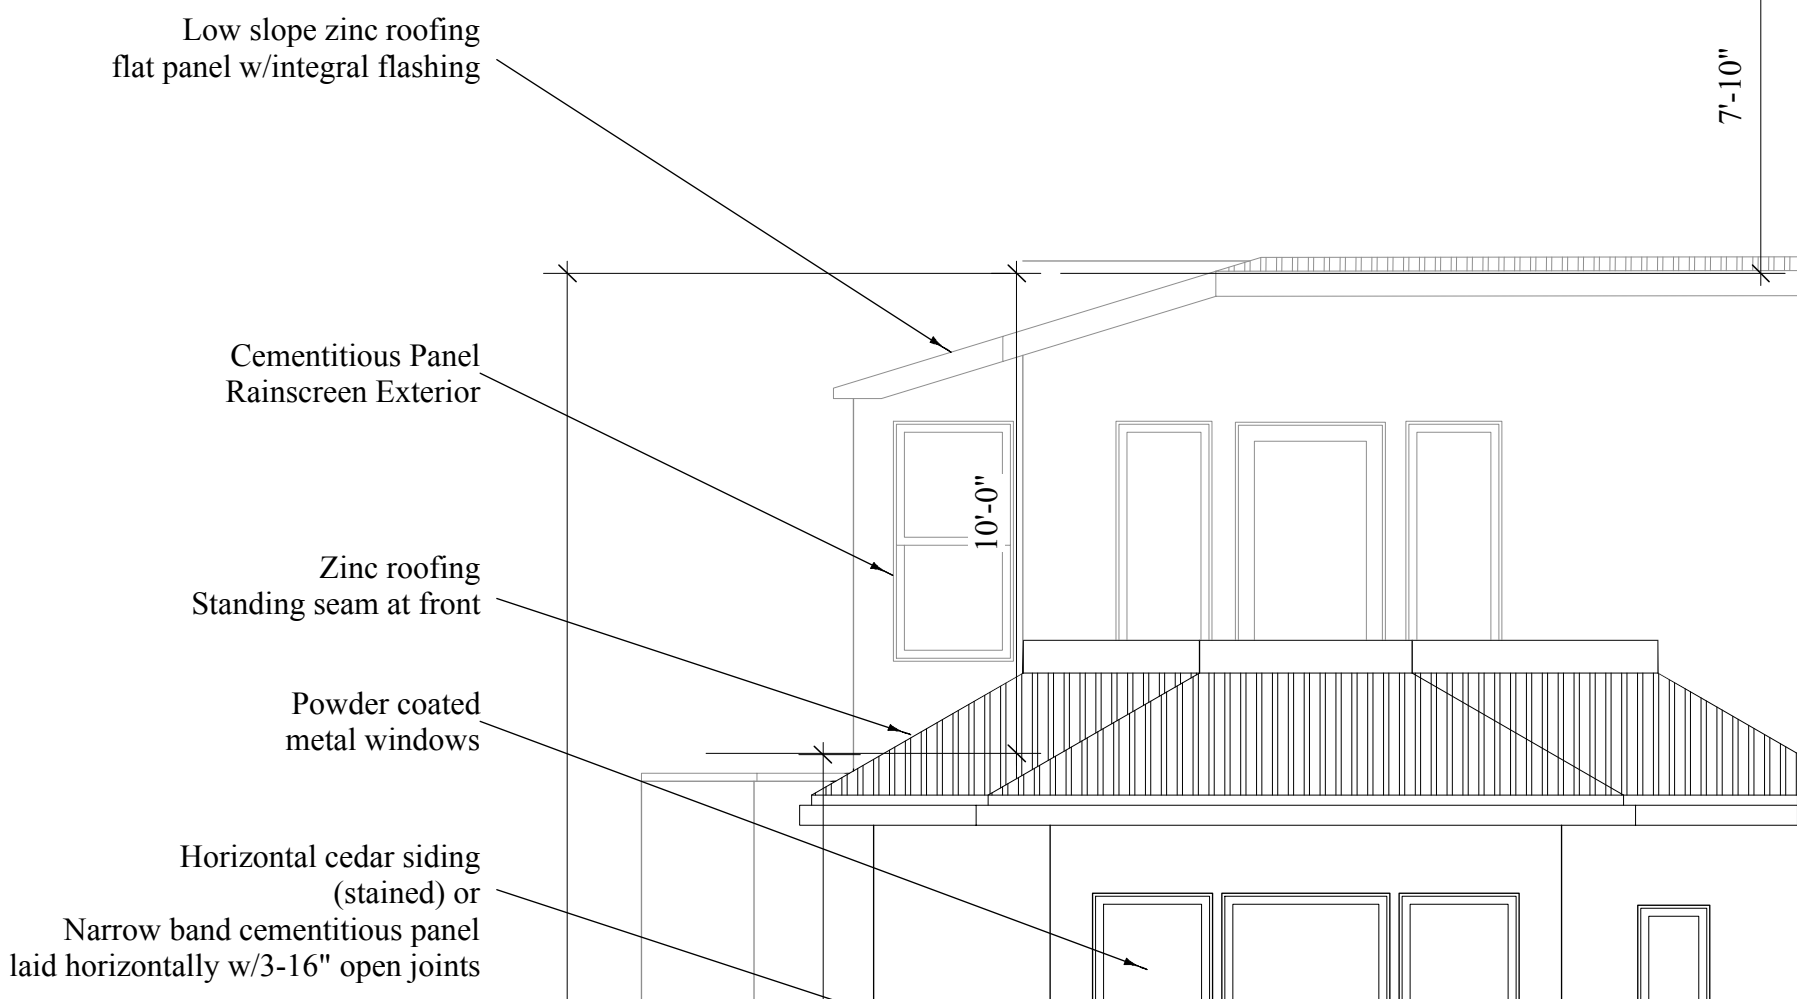 Low slope zinc roofing
flat panel w/integral flashing
7'-10"
Cementitious Panel
Rainscreen Exterior
10'-0"
Zinc roofing
Standing seam at front
Powder coated
metal windows
Horizontal cedar siding
(stained) or
Narrow band cementitious panel
laid horizontally w/3-16" open joints